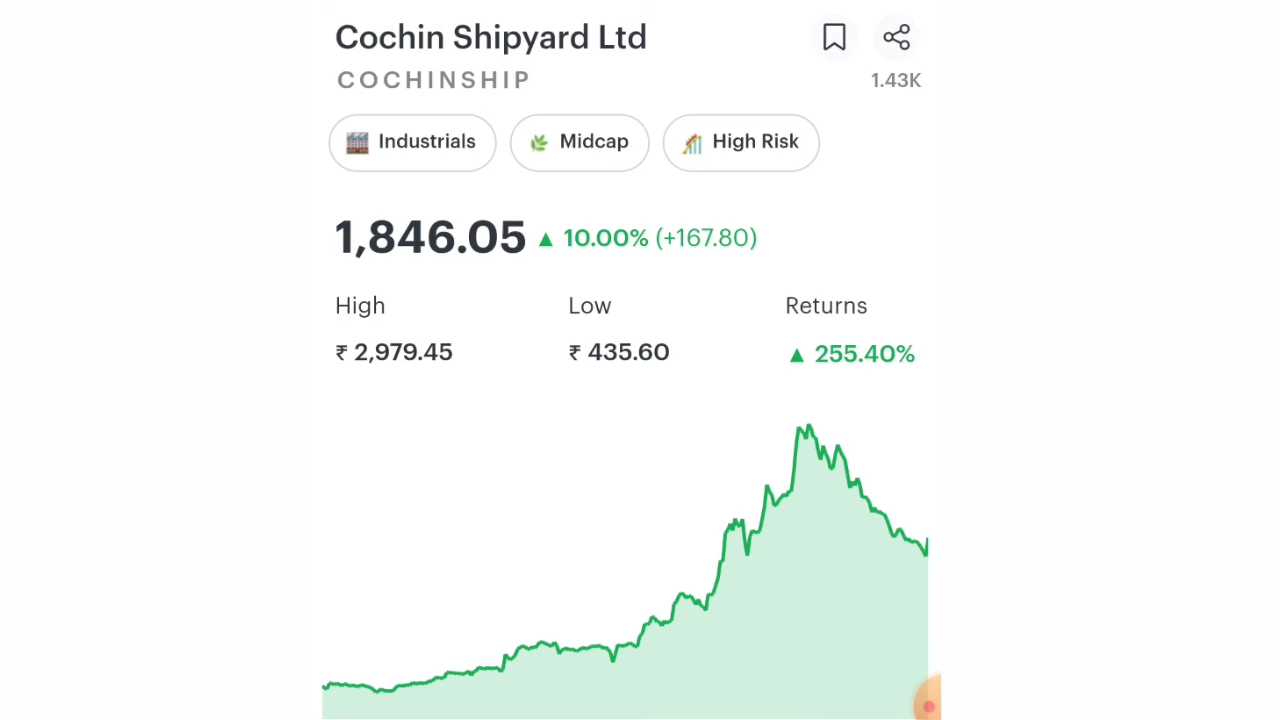 Cochin Shipyard Ltd
COCHINSHIP
1.43K
Industrials
Midcap
High Risk
1,846.05 ▲ 10.00% (+167.80)
High Low Returns
₹ 2,979.45 ₹ 435.60 ▲ 255.40%